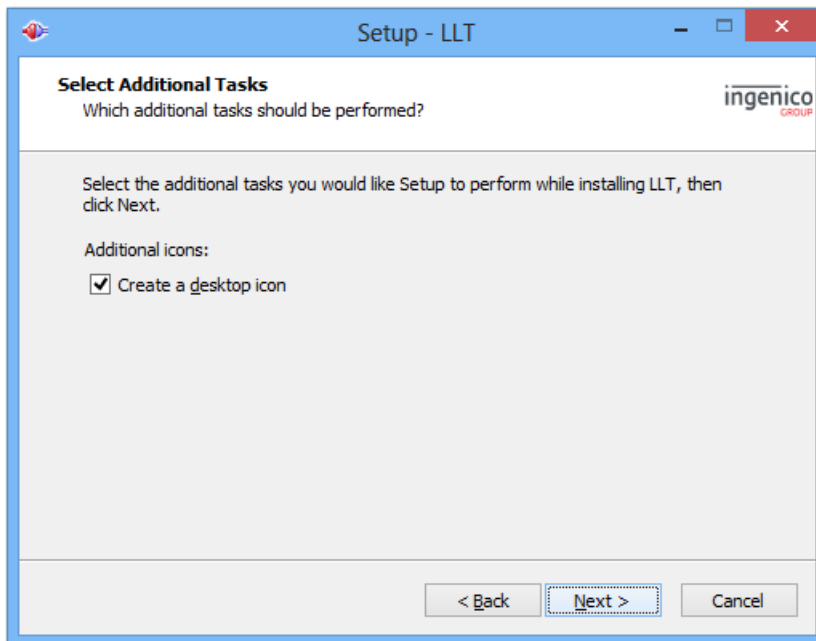 Setup - LLT
Select Additional Tasks
Which additional tasks should be performed?
ingenico
GROUP
Select the additional tasks you would like Setup to perform while installing LLT, then
click Next.
Additional icons:
Create a desktop icon
< Back
Next >
Cancel